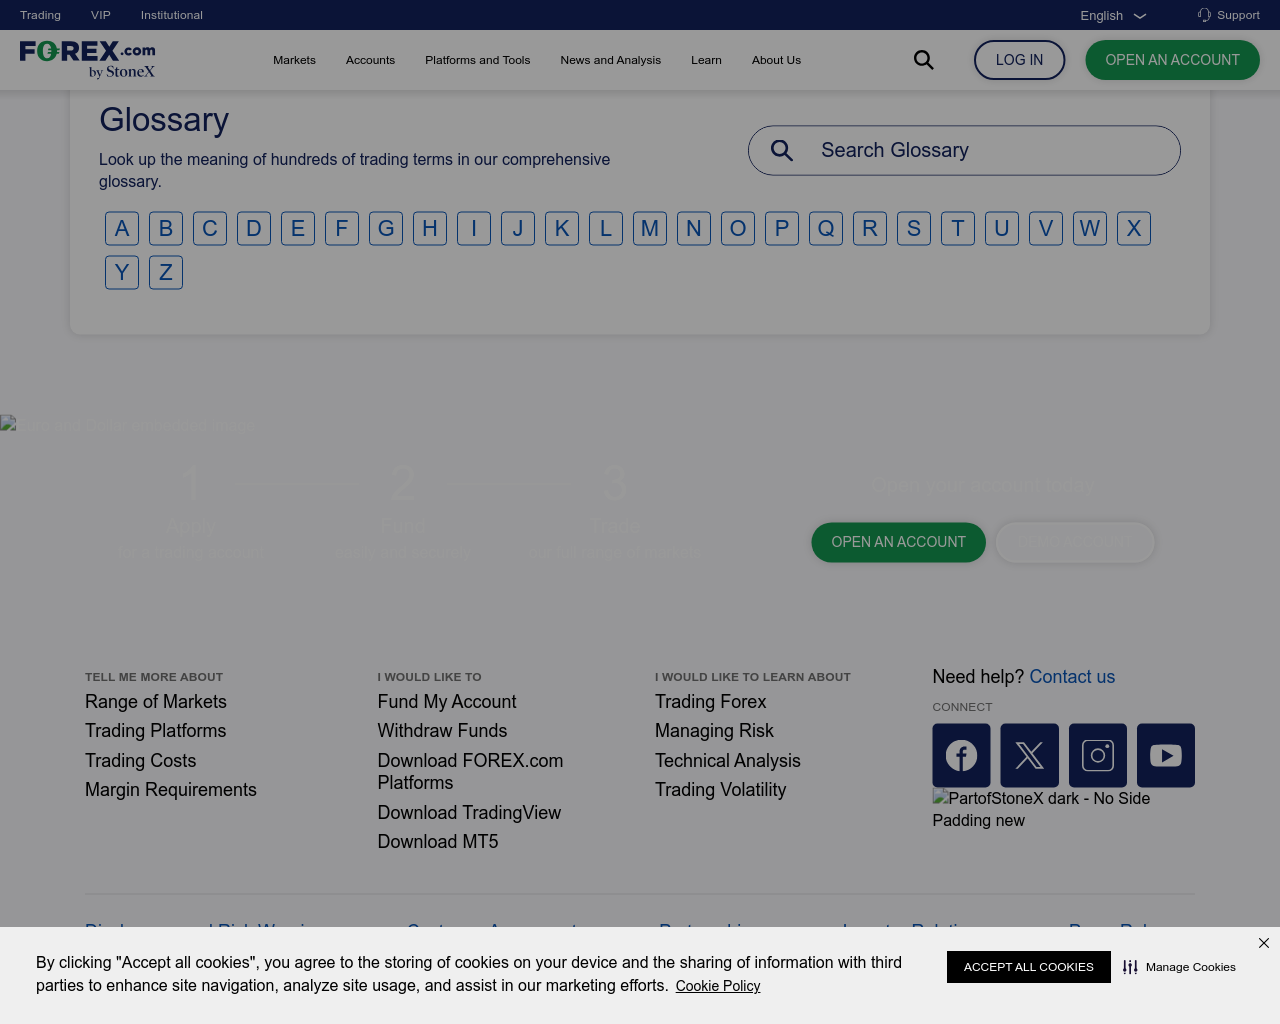 Trading VIP Institutional English Support
FOREX.com
by StoneX
Markets Accounts Platforms and Tools News and Analysis Learn About Us LOG IN OPEN AN ACCOUNT
Glossary
Look up the meaning of hundreds of trading terms in our comprehensive
glossary.
Search Glossary
A B C D E F G H I J K L M N O P Q R S T U V W X
Y Z
1 2 3
Apply Fund Trade
Open your account today
OPEN AN ACCOUNT
TELL ME MORE ABOUT
Range of Markets
Trading Platforms
Trading Costs
Margin Requirements
I WOULD LIKE TO
Fund My Account
Withdraw Funds
Download FOREX.com
Platforms
Download TradingView
Download MT5
I WOULD LIKE TO LEARN ABOUT
Trading Forex
Managing Risk
Technical Analysis
Trading Volatility
Need help? Contact us
CONNECT
PartofStoneX dark - No Side
Padding new
By clicking "Accept all cookies", you agree to the storing of cookies on your device and the sharing of information with third
parties to enhance site navigation, analyze site usage, and assist in our marketing efforts. Cookie Policy
ACCEPT ALL COOKIES Manage Cookies